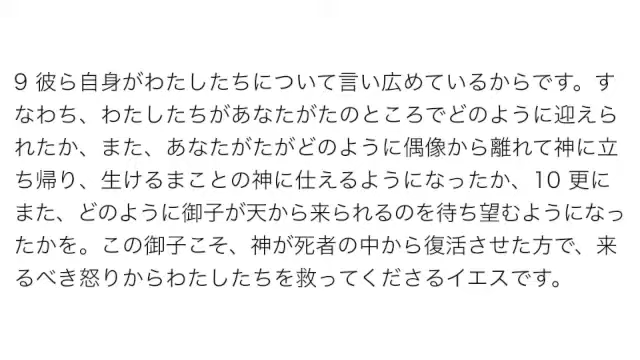 9 彼ら自身がわたしたちについて言い広めているからです。す
なわち、わたしたちがあなたがたのところでどのように迎えら
れたか、また、あなたがたがどのように偶像から離れて神に立
ち帰り、生けるまことの神に仕えるようになったか、10 更に
また、どのように御子が天から来られるのを待ち望むようになっ
たかを。この御子こそ、神が死者の中から復活させた方で、来
るべき怒りからわたしたちを救ってくださるイエスです。